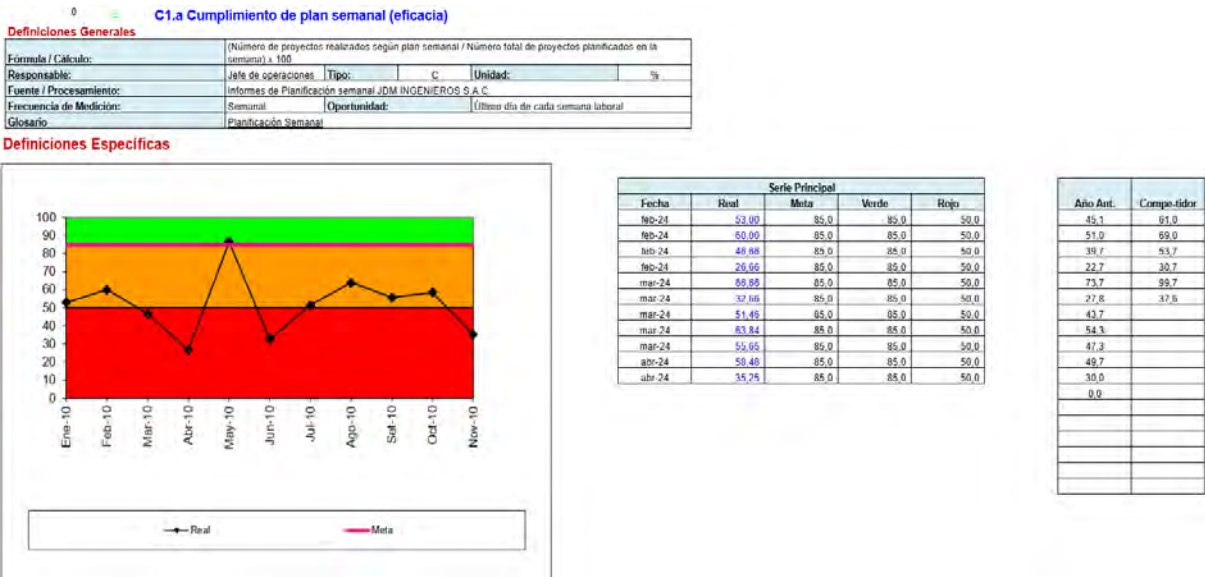 0 = C1.a Cumplimiento de plan semanal (eficacia)
Definiciones Generales
Fórmula / Cálculo: (Número de proyectos realizados según plan semanal / Número total de proyectos planificados en la semana) x 100
Responsable: Jefe de operaciones Tipo: C Unidad: %
Fuente / Procesamiento: Informes de Planificación semanal JDM INGENIEROS S.A.C.
Frecuencia de Medición: Semanal Oportunidad: Último día de cada semana laboral
Glosario Planificación Semanal
Definiciones Específicas
100
90
80
70
60
50
40
30
20
10
0
Ene-10 Feb-10 Mar-10 Abr-10 May-10 Jun-10 Jul-10 Ago-10 Set-10 Oct-10 Nov-10
Real Meta
Serie Principal
Fecha Real Meta Verde Rojo
feb-24 53,00 85,0 85,0 50,0
feb-24 60,00 85,0 85,0 50,0
feb-24 46,66 85,0 85,0 50,0
feb-24 26,66 85,0 85,0 50,0
mar-24 85,0 85,0 50,0
mar-24 32,66 85,0 85,0 50,0
mar-24 51,46 85,0 85,0 50,0
mar-24 63,84 85,0 85,0 50,0
mar-24 55,65 85,0 85,0 50,0
abr-24 58,48 85,0 85,0 50,0
abr-24 35,25 85,0 85,0 50,0
Año Ant. Compe-tidor
45,1 61,0
51,0 69,0
39,7 53,7
22,7 30,7
73,7 99,7
27,8 37,6
43,7
54,3
47,3
49,7
30,0
0,0